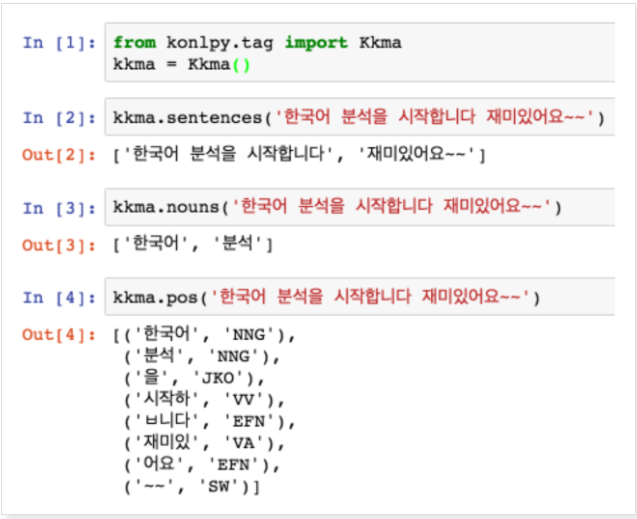 In [1]: from konlpy.tag import Kkma
kkma = Kkma()
In [2]: kkma.sentences('한국어 분석을 시작합니다 재미있어요~~')
Out[2]: ['한국어 분석을 시작합니다', '재미있어요~~']
In [3]: kkma.nouns('한국어 분석을 시작합니다 재미있어요~~')
Out[3]: ['한국어', '분석']
In [4]: kkma.pos('한국어 분석을 시작합니다 재미있어요~~')
Out[4]: [('한국어', 'NNG'),
('분석', 'NNG'),
('을', 'JKO'),
('시작하', 'VV'),
('ㅂ니다', 'EFN'),
('재미있', 'VA'),
('어요', 'EFN'),
('~~', 'SW')]